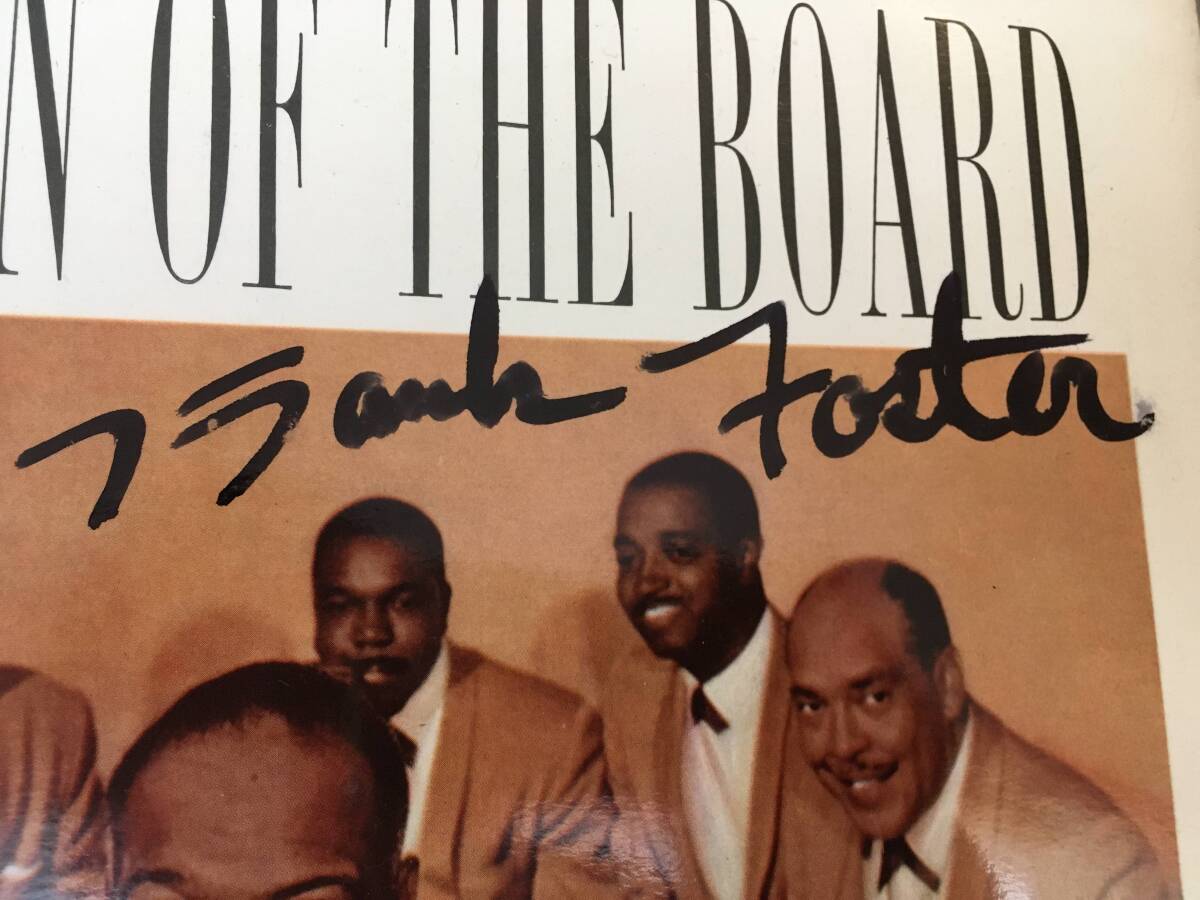 N OF THE BOARD
Frank Foster